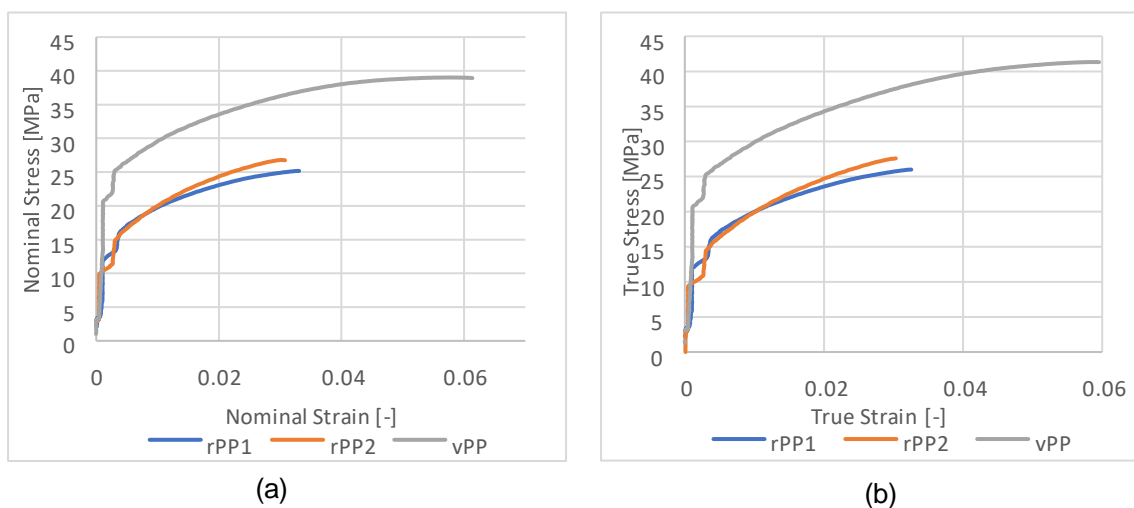 45
40
35
30
25
20
15
10
5
0
Nominal Stress [MPa]
0 0.02 0.04 0.06
Nominal Strain [-]
rPP1 rPP2 vPP
(a)
45
40
35
30
25
20
15
10
5
0
True Stress [MPa]
0 0.02 0.04 0.06
True Strain [-]
rPP1 rPP2 vPP
(b)